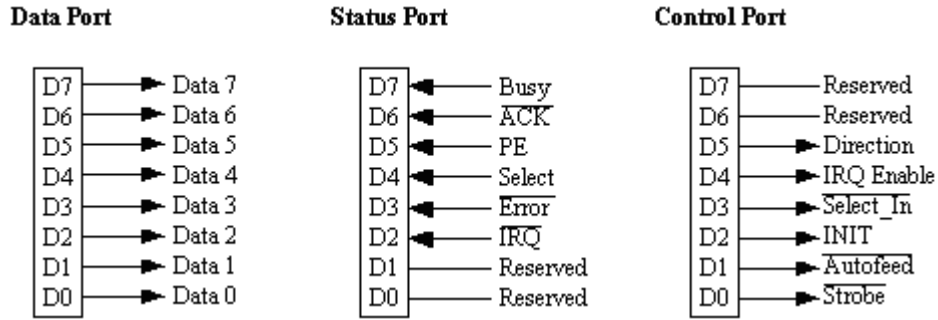 Data Port
D7 Data 7
D6 Data 6
D5 Data 5
D4 Data 4
D3 Data 3
D2 Data 2
D1 Data 1
D0 Data 0
Status Port
D7 Busy
D6 ACK
D5 PE
D4 Select
D3 Error
D2 IRQ
D1 Reserved
D0 Reserved
Control Port
D7 Reserved
D6 Reserved
D5 Direction
D4 IRQ Enable
D3 Select_In
D2 INIT
D1 Autofeed
D0 Strobe